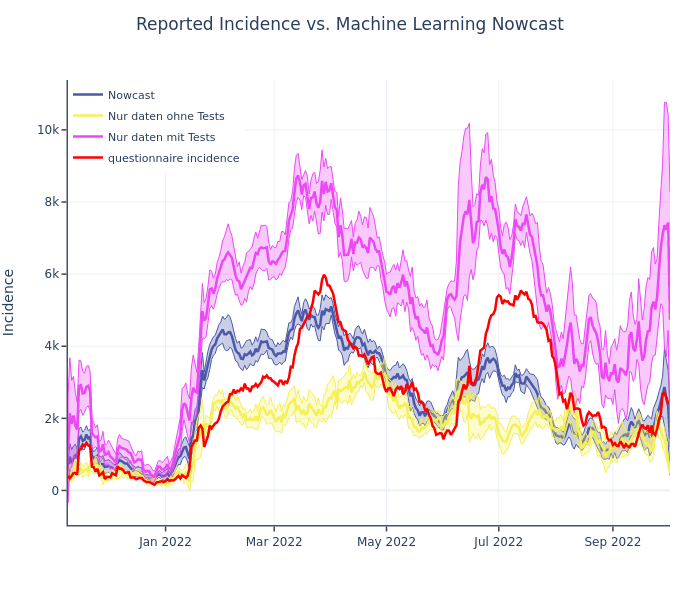 Reported Incidence vs. Machine Learning Nowcast
Nowcast
Nur daten ohne Tests
Nur daten mit Tests
questionnaire incidence
Incidence
10k
8k
6k
4k
2k
0
Jan 2022
Mar 2022
May 2022
Jul 2022
Sep 2022